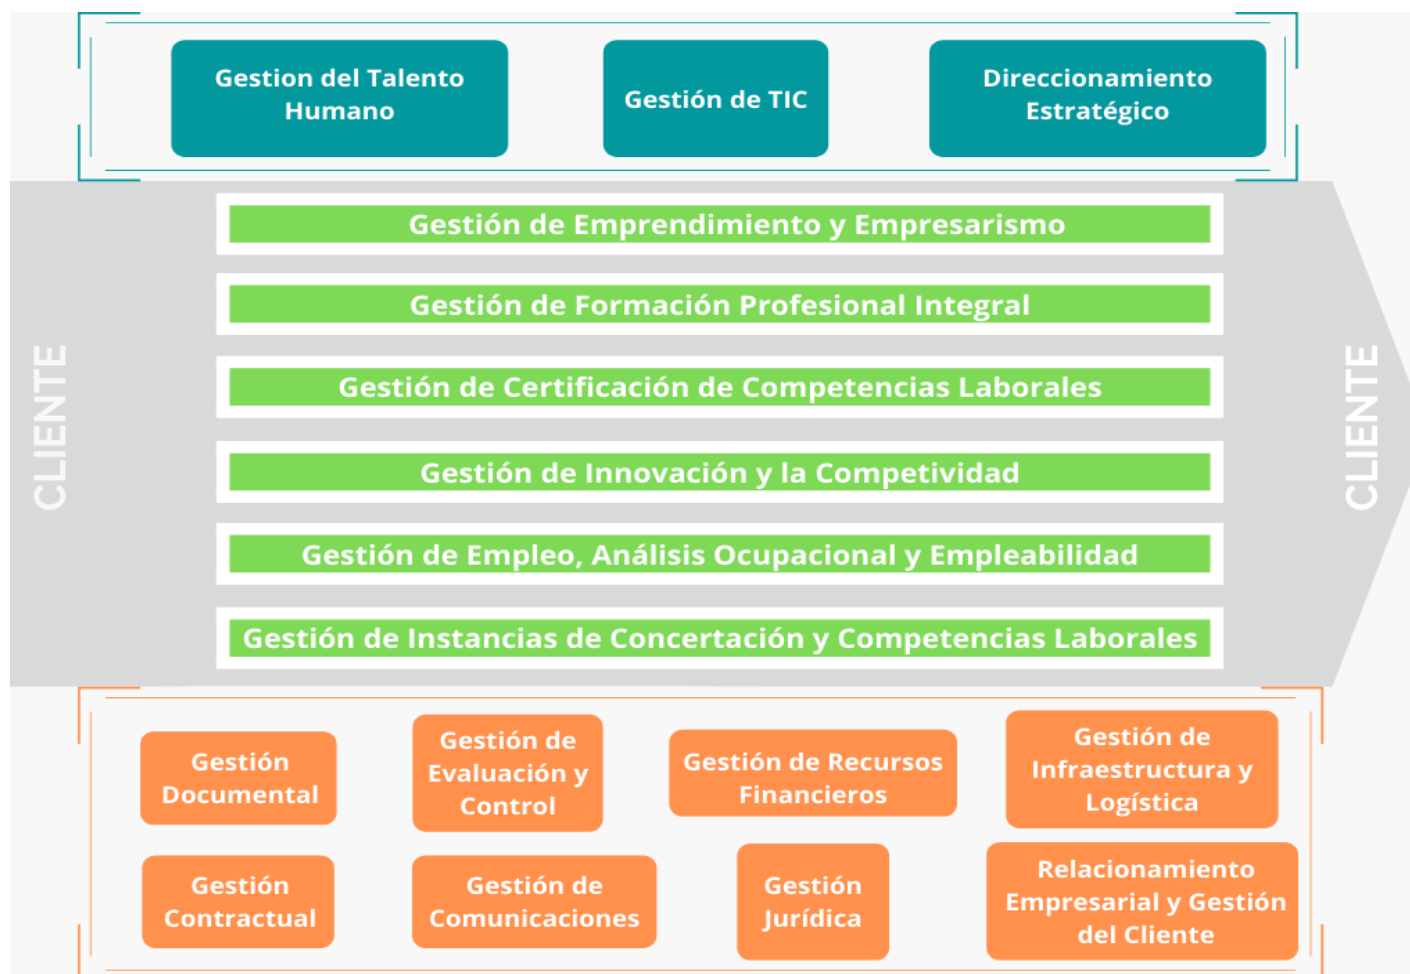 Gestion del Talento
Humano
Gestión de TIC
Direccionamiento
Estratégico
CLIENTE
Gestión de Emprendimiento y Empresarismo
Gestión de Formación Profesional Integral
Gestión de Certificación de Competencias Laborales
Gestión de Innovación y la Competividad
Gestión de Empleo, Análisis Ocupacional y Empleabilidad
Gestión de Instancias de Concertación y Competencias Laborales
CLIENTE
Gestión
Documental
Gestión de
Evaluación y
Control
Gestión de Recursos
Financieros
Gestión de
Infraestructura y
Logística
Gestión
Contractual
Gestión de
Comunicaciones
Gestión
Jurídica
Relacionamiento
Empresarial y Gestión
del Cliente